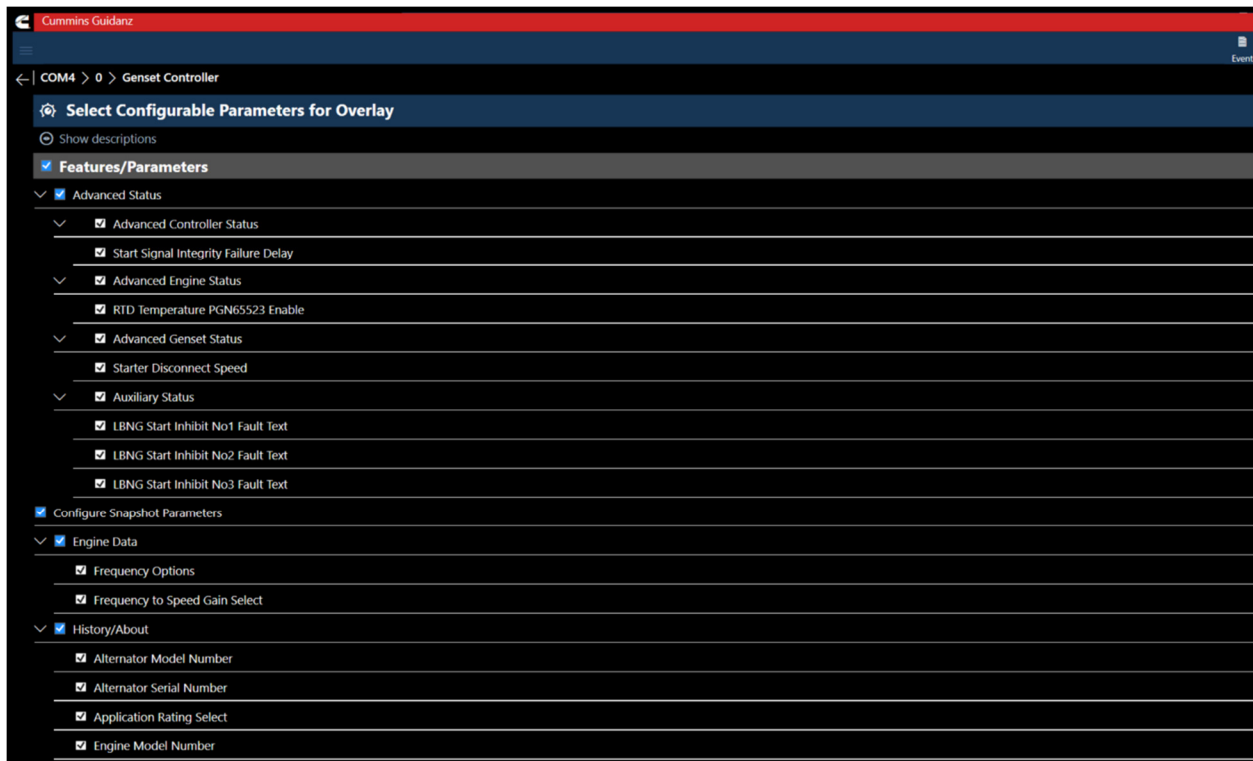 Cummins Guidanz
Event
COM4 > 0 > Genset Controller
Select Configurable Parameters for Overlay
Show descriptions
Features/Parameters
Advanced Status
Advanced Controller Status
Start Signal Integrity Failure Delay
Advanced Engine Status
RTD Temperature PGN65523 Enable
Advanced Genset Status
Starter Disconnect Speed
Auxiliary Status
LBNG Start Inhibit No1 Fault Text
LBNG Start Inhibit No2 Fault Text
LBNG Start Inhibit No3 Fault Text
Configure Snapshot Parameters
Engine Data
Frequency Options
Frequency to Speed Gain Select
History/About
Alternator Model Number
Alternator Serial Number
Application Rating Select
Engine Model Number